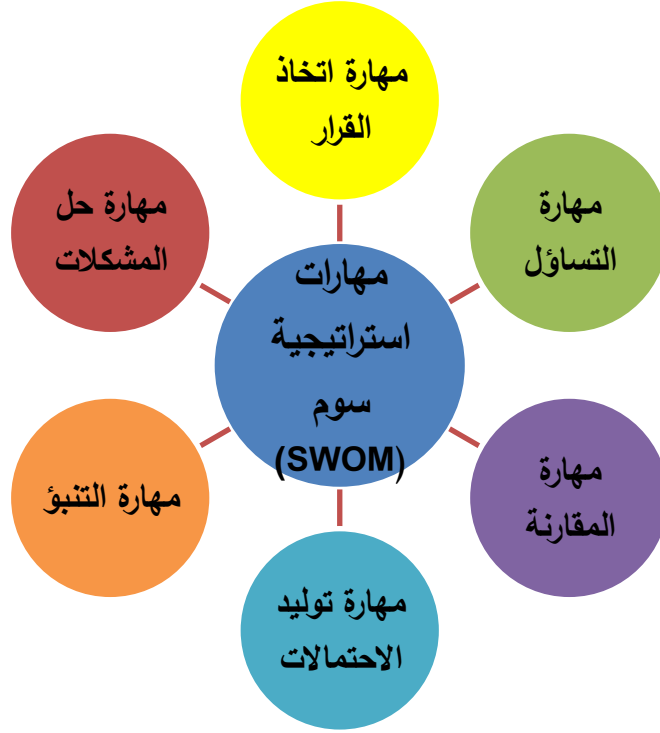 مهارات
استراتيجية
سوم
(SWOM)
مهارة اتخاذ
القرار
مهارة
التساؤل
مهارة
المقارنة
مهارة توليد
الاحتمالات
مهارة التنبؤ
مهارة حل
المشكلات